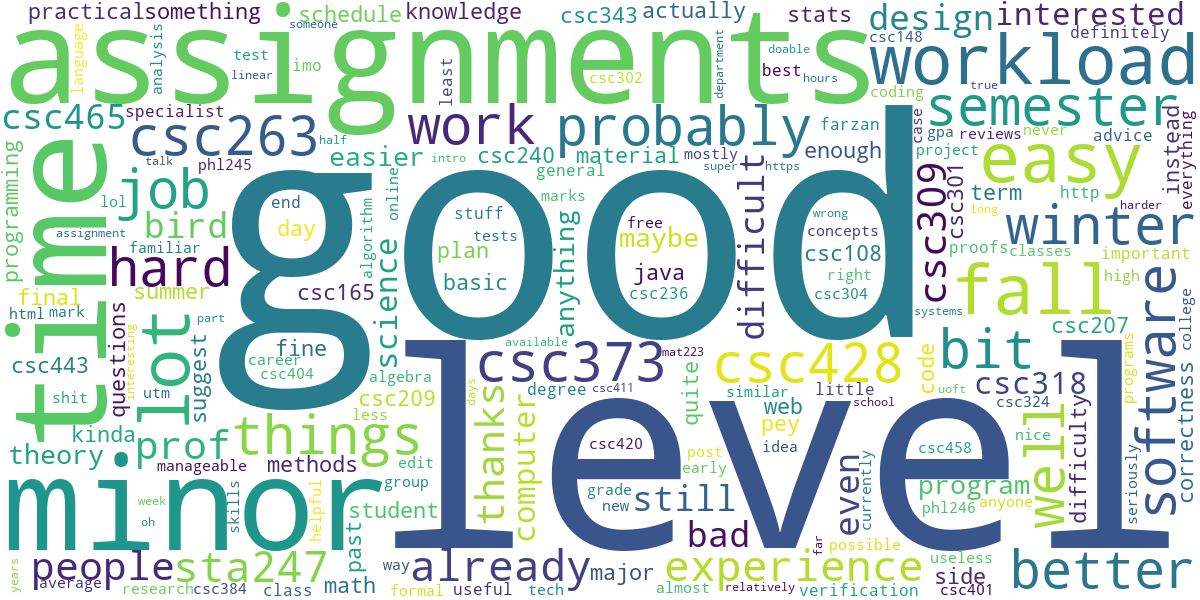 practical something schedule knowledge csc343 actually stats design interested
someone
assignments
language
analysis
test
linear
imo
least
csc302
department
best
doable
hours
csc148
definitely
workload
true
coding
semester
csc465
specialist
csc263
work
probably
farzan
enough
case
gpa
reviews
never
advice
project
instead
everything
half
talk
phl245
intro
easier
csc240
material
mostly
super
https
general
marks
difficult
easy
term
http
harder
programming
time
job
lol
bird
assignment
familiar
hard
end
day
algorithm
online
stuff
tests
plan
basic
anything
free
maybe
java
csc236
wrong
concepts
csc108
right
csc304
csc309
csc301
long
winter
proofs
classes
important
high
fall
systems
csc207
college
good
final
html
mark
summer
csc165
science
questions
interesting
lot
part
suggest
fine
career
csc404
csc443
shit
utm
kinda
theory
prof
things
manageable
methods
algebra
csc209
less
days
available
csc373
mat223
degree
csc411
similar
quite
csc428
web
pey
idea
little
school
bit
code
uoft
csc318
csc324
programs
software
correctness
difficulty
nice
well
seriously
level
thanks
computer
csc420
post
early
grade
new
still
bad
far
possible
even
currently
csc458
program
phl246
anyone
useless
minor
week
oh
skills
helpful
edit
group
student
past
people
years
average
sta247
research
csc384
class
math
way
formal
already
useful
tech
major
experience
almost
relatively
verification
side
csc401
better